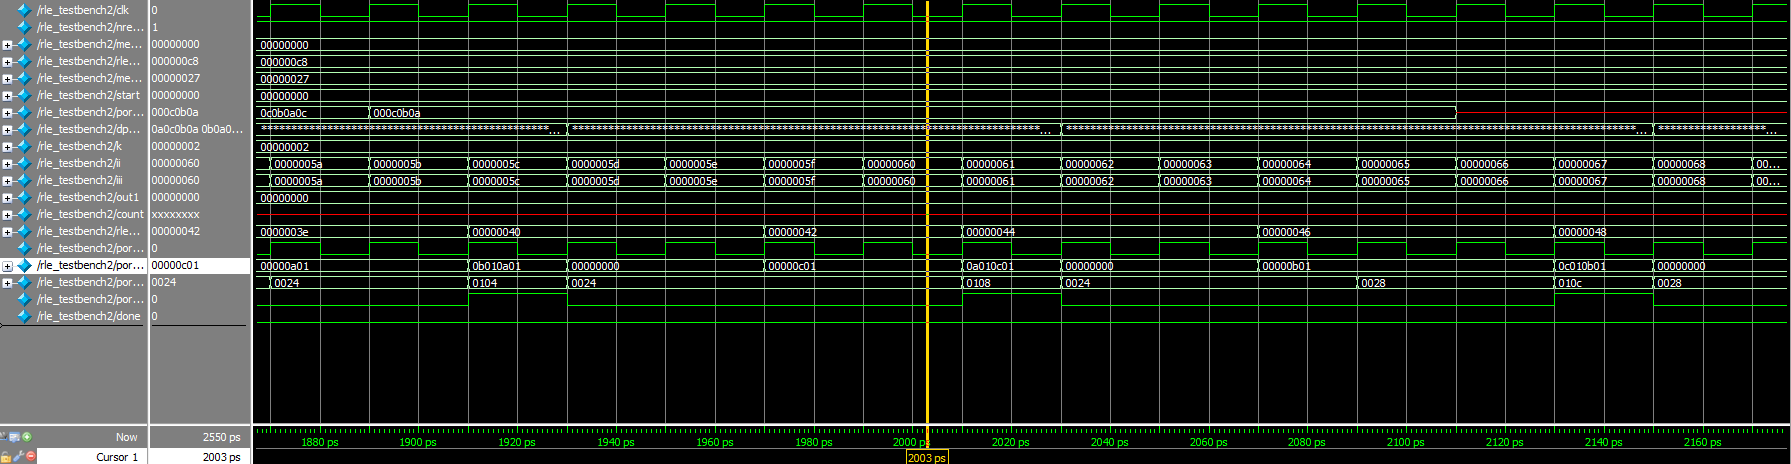 /rle_testbench2/clk 0
/rle_testbench2/nre... 1
/rle_testbench2/me... 00000000 00000000
/rle_testbench2/rle... 000000c8 000000c8
/rle_testbench2/me... 00000027 00000027
/rle_testbench2/start 00000000 00000000
/rle_testbench2/por... 000c0b0a 0c0b0a0c 000c0b0a
/rle_testbench2/dp... 0a0c0b0a 0b0a0... ... ... ... ...
/rle_testbench2/k 00000002 00000002
/rle_testbench2/ii 00000060 0000005a 0000005b 0000005c 0000005d 0000005e 0000005f 00000060 00000061 00000062 00000063 00000064 00000065 00000066 00000067 00000068 00...
/rle_testbench2/iii 00000060 0000005a 0000005b 0000005c 0000005d 0000005e 0000005f 00000060 00000061 00000062 00000063 00000064 00000065 00000066 00000067 00000068 00...
/rle_testbench2/out1 00000000 00000000
/rle_testbench2/count xxxxxxxx
/rle_testbench2/rle... 00000042 0000003e 00000040 00000042 00000044 00000046 00000048
/rle_testbench2/por... 0
/rle_testbench2/por... 00000c01 00000a01 0b010a01 00000000 00000c01 0a010c01 00000000 00000b01 0c010b01 00000000
/rle_testbench2/por... 0024 0024 0104 0024 0108 0024 0028 010c 0028
/rle_testbench2/por... 0
/rle_testbench2/done 0
Now 2550 ps 1880 ps 1900 ps 1920 ps 1940 ps 1960 ps 1980 ps 2000 ps 2020 ps 2040 ps 2060 ps 2080 ps 2100 ps 2120 ps 2140 ps 2160 ps
Cursor 1 2003 ps 2003 ps